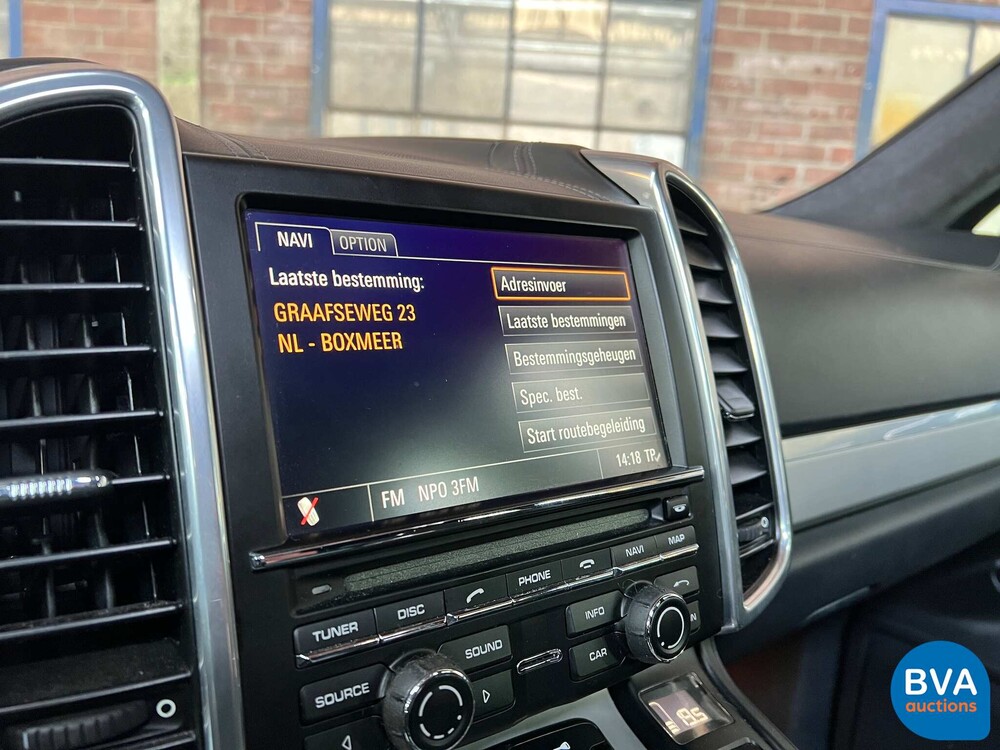 NAVI OPTION
Laatste bestemming:
GRAAFSEWEG 23
NL - BOXMEER
Adresinvoer
Laatste bestemmingen
Bestemmingsgeheugen
Spec. best.
Start routebegeleiding
FM NPO 3FM
14:18 TP
TUNER DISC PHONE NAVI MAP
SOURCE SOUND INFO
CAR
BVA
auctions